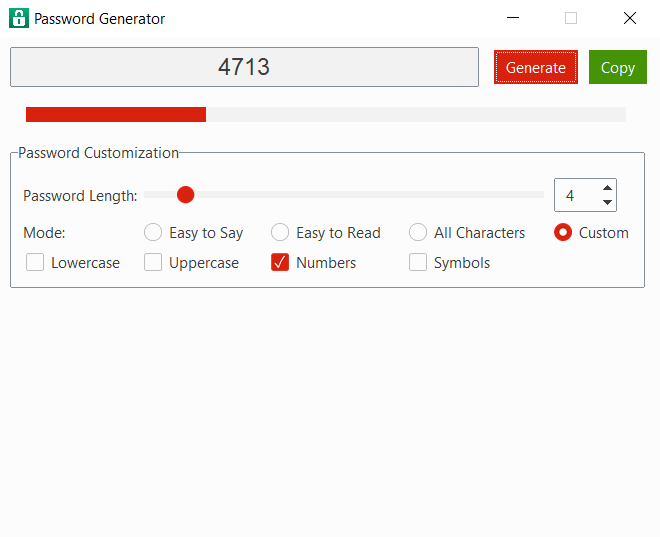 Password Generator
4713 Generate Copy
Password Customization
Password Length: 4
Mode: Easy to Say Easy to Read All Characters Custom
Lowercase Uppercase Numbers Symbols